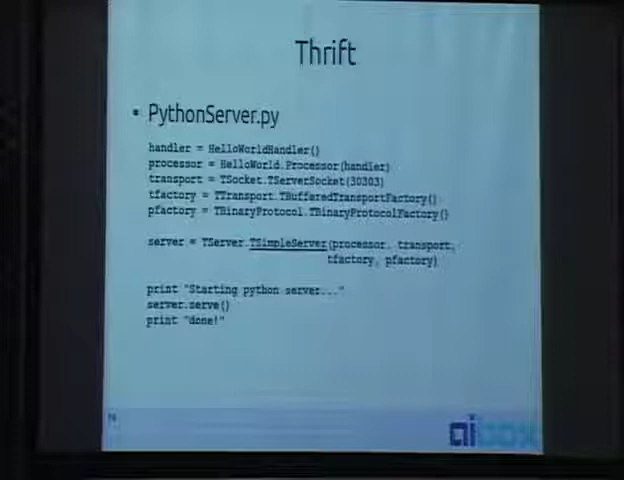 Thrift
• PythonServer.py
handler = HelloWorldHandler()
processor = HelloWorld.Processor(handler)
transport = TSocket.TServerSocket(30303)
tfactory = TTransport.TBufferedTransportFactory()
pfactory = TBinaryProtocol.TBinaryProtocolFactory()
server = TServer.TSimpleServer(processor, transport,
tfactory, pfactory)
print "Starting python server..."
server.serve()
print "done!"
aibox